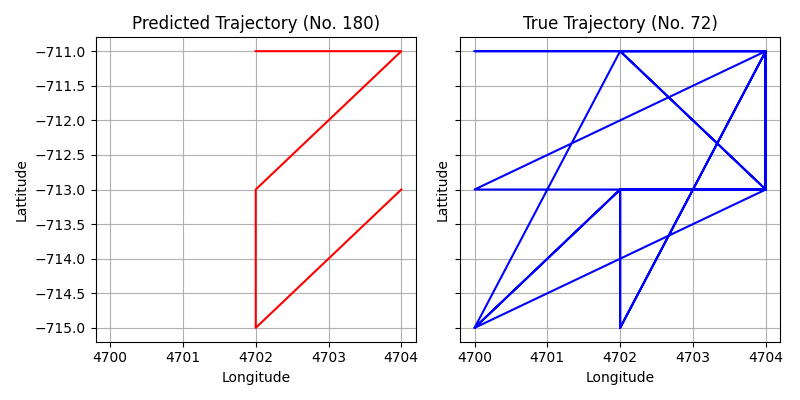 Predicted Trajectory (No. 180)
True Trajectory (No. 72)
Lattitude
−711.0
−711.5
−712.0
−712.5
−713.0
−713.5
−714.0
−714.5
−715.0
4700 4701 4702 4703 4704
Longitude
Lattitude
4700 4701 4702 4703 4704
Longitude